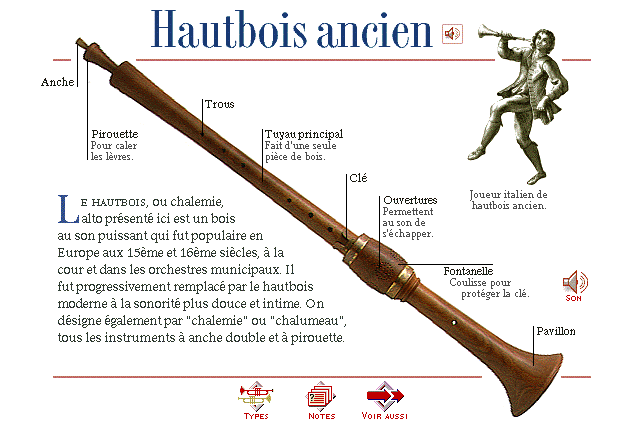 Hautbois ancien
Anche
Trous
Pirouette
Pour caler
les lèvres.
Tuyau principal
Fait d'une seule
pièce de bois.
Clé
Ouvertures
Permettent
au son de
s'échapper.
Joueur italien de
hautbois ancien.
LE HAUTBOIS, ou chalemie,
alto présenté ici est un bois
au son puissant qui fut populaire en
Europe aux 15ème et 16ème siècles, à la
cour et dans les orchestres municipaux. Il
fut progressivement remplacé par le hautbois
moderne à la sonorité plus douce et intime. On
désigne également par "chalemie" ou "chalumeau",
tous les instruments à anche double et à pirouette.
Fontanelle
Coulisse pour
protéger la clé.
SON
Pavillon
TYPES
NOTES
VOIR AUSSI